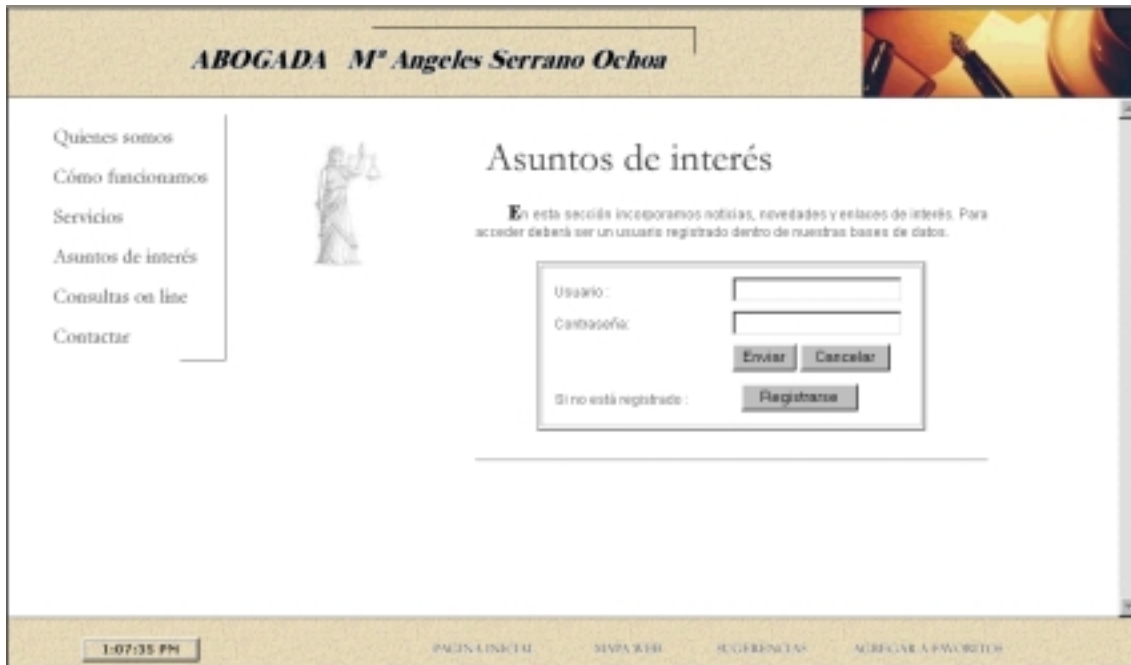 ABOGADA Mª Angeles Serrano Ochoa
Quienes somos
Cómo funcionamos
Servicios
Asuntos de interés
Consultas on line
Contactar
Asuntos de interés
En esta sección incorporamos noticias, novedades y enlaces de interés. Para
acceder deberá ser un usuario registrado dentro de nuestras bases de datos.
Usuario :
Contraseña:
Enviar Cancelar
Si no está registrado : Registrarse
1:07:35 PM
PAGINA INICIAL MAPA WEB SUGERENCIAS AGREGAR A FAVORITOS